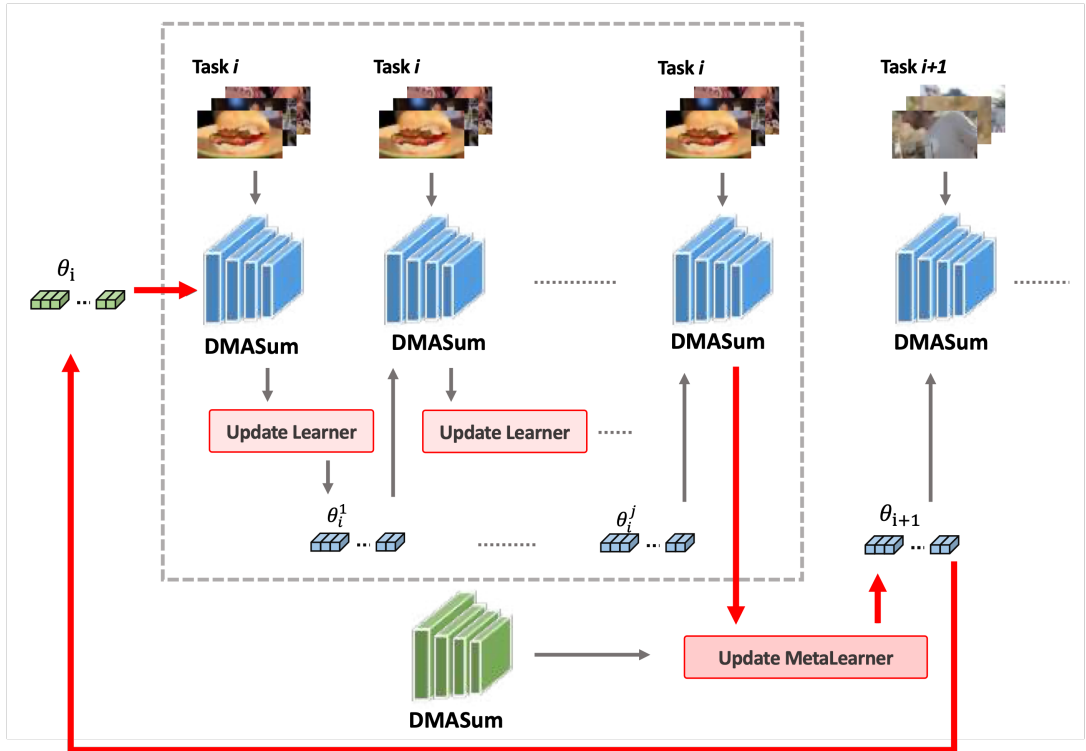 Task i
Task i
Task i
Task i+1
θi
DMASum
DMASum
DMASum
DMASum
Update Learner
Update Learner
θi1
θij
θi+1
Update MetaLearner
DMASum